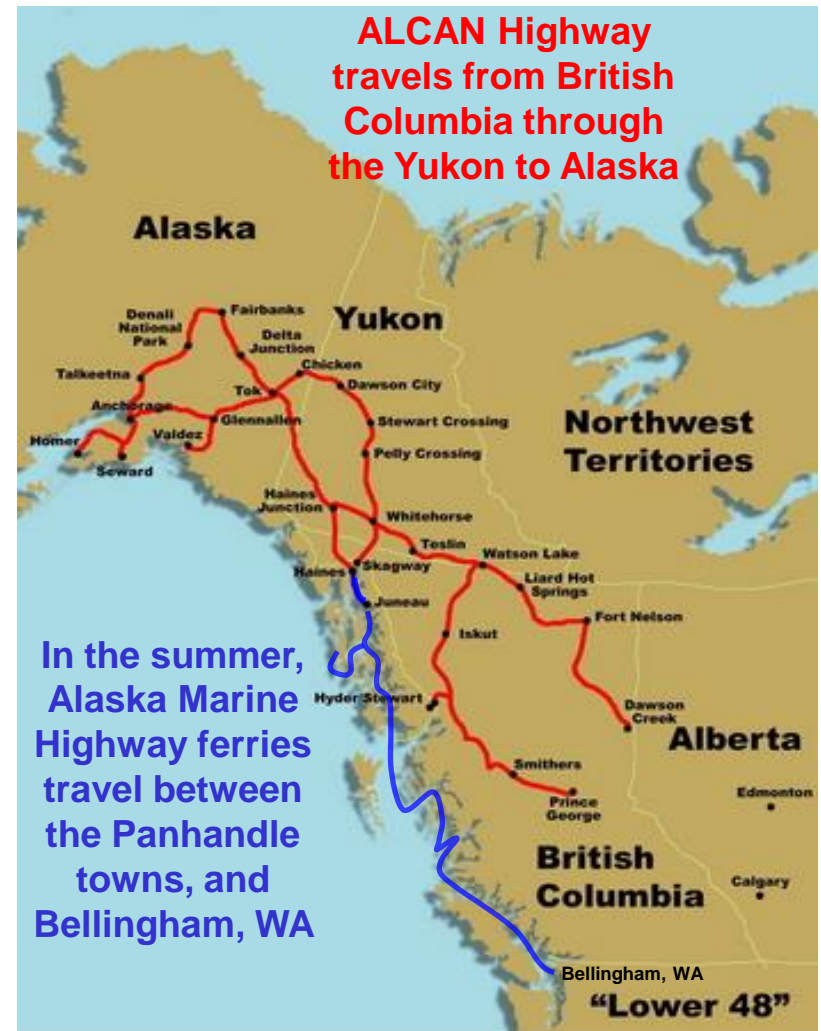 ALCAN Highway
travels from British
Columbia through
the Yukon to Alaska
Alaska
Yukon
Northwest
Territories
Fairbanks
Denali
National
Park
Delta
Junction
Chicken
Talkeetna
Tok
Dawson City
Anchorage
Glennallen
Stewart Crossing
Homer
Valdez
Pelly Crossing
Seward
Haines
Junction
Whitehorse
Teslin
Watson Lake
Haines
Skagway
Liard Hot
Springs
Juneau
Fort Nelson
Iskut
In the summer,
Alaska Marine
Highway ferries
travel between
the Panhandle
towns, and
Bellingham, WA
Hyder Stewart
Dawson
Creek
Alberta
Smithers
Prince
George
Edmonton
British
Columbia
Calgary
Bellingham, WA
“Lower 48”